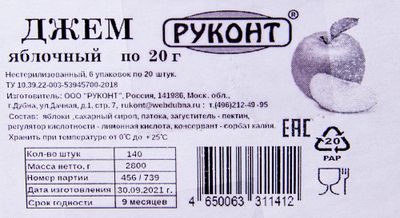 ДЖЕМ
яблочный по 20 г
РУКОНТ
Нестерилизованный, 6 упаковок по 20 штук.
ТУ 10.39.22-003-53945700-2018
Изготовитель: ООО "РУКОНТ", Россия, 141986, Моск. обл.,
г.Дубна, ул.Дачная, д.1, стр.7, rukont@webdubna.ru т.(496)212-49-95
Состав: яблоки ,сахарный сироп, патока, загуститель - пектин,
регулятор кислотности - лимонная кислота, консервант - сорбат калия.
Хранить при температуре от 0°С до +25°С.
Кол-во штук 140
Масса нетто, г 2800
Номер партии 456 / 739
Дата изготовления 30.09.2021 г.
Срок годности 9 месяцев
4 650063 311412
ЕАС
20
PAP